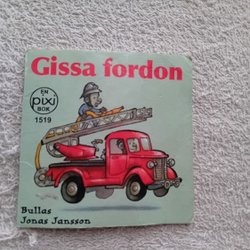 Gissa fordon
EN
pixi
BOK
1519
Bullas
Jonas Jansson